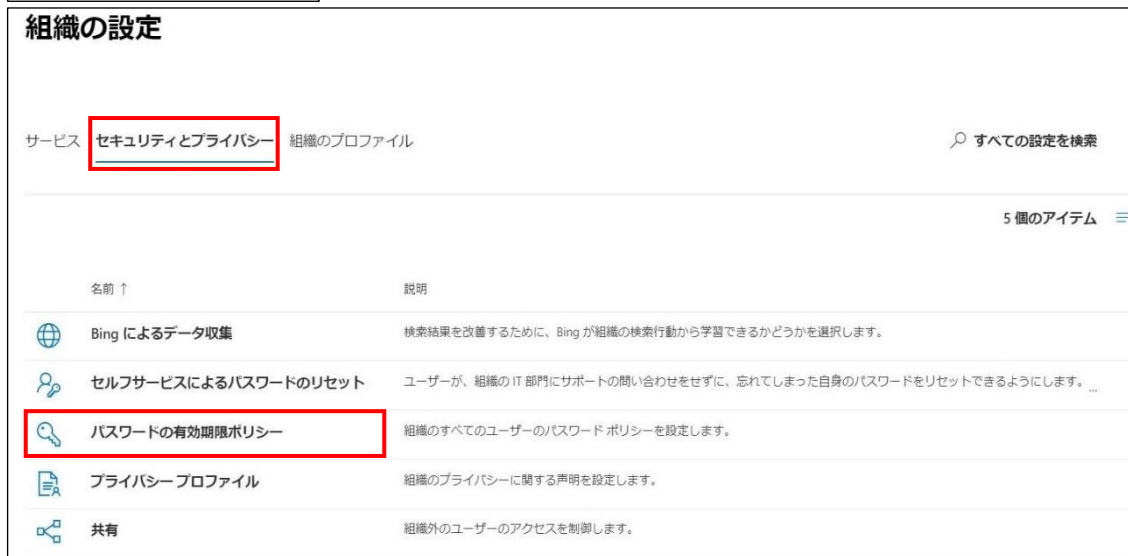 組織の設定
サービス セキュリティとプライバシー 組織のプロファイル すべての設定を検索
5 個のアイテム
名前 ↑ 説明
Bing によるデータ収集 検索結果を改善するために、Bing が組織の検索行動から学習できるかどうかを選択します。
セルフサービスによるパスワードのリセット ユーザーが、組織の IT 部門にサポートの問い合わせをせずに、忘れてしまった自身のパスワードをリセットできるようにします。...
パスワードの有効期限ポリシー 組織のすべてのユーザーのパスワード ポリシーを設定します。
プライバシー プロファイル 組織のプライバシーに関する声明を設定します。
共有 組織外のユーザーのアクセスを制御します。